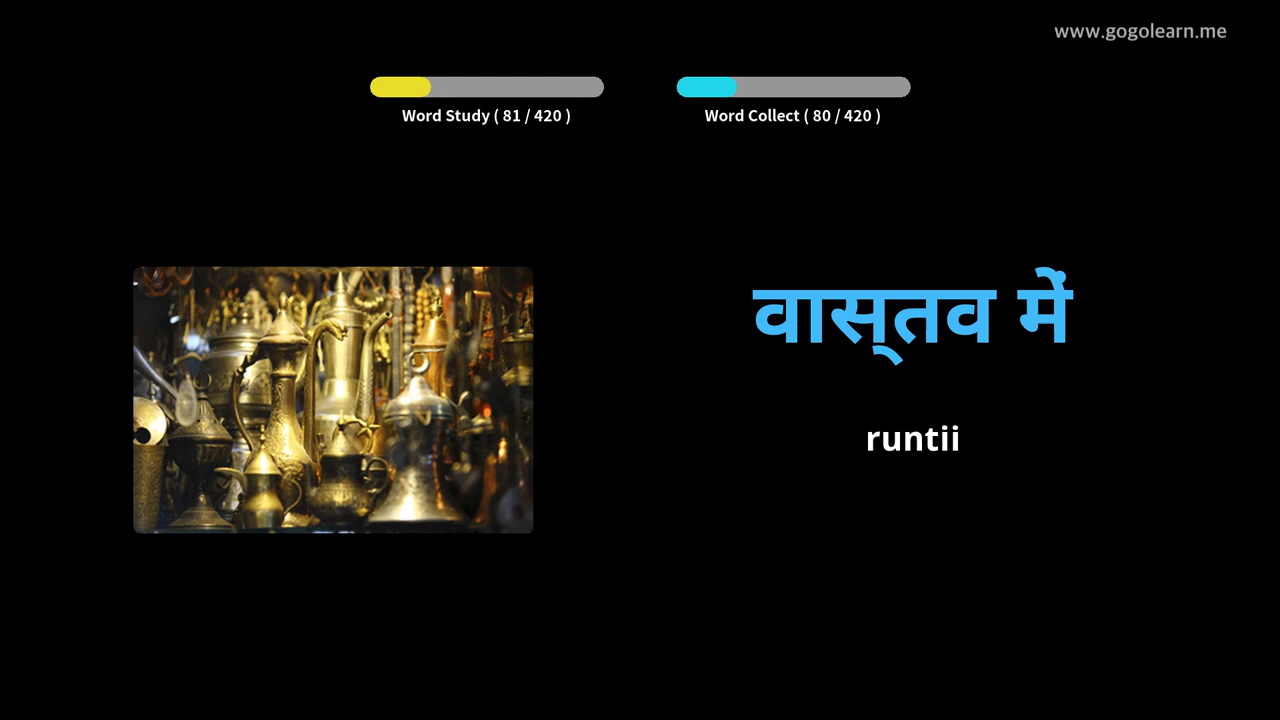 www.gogolearn.me
Word Study ( 81 / 420 )
Word Collect ( 80 / 420 )
वास्तव में
runtii